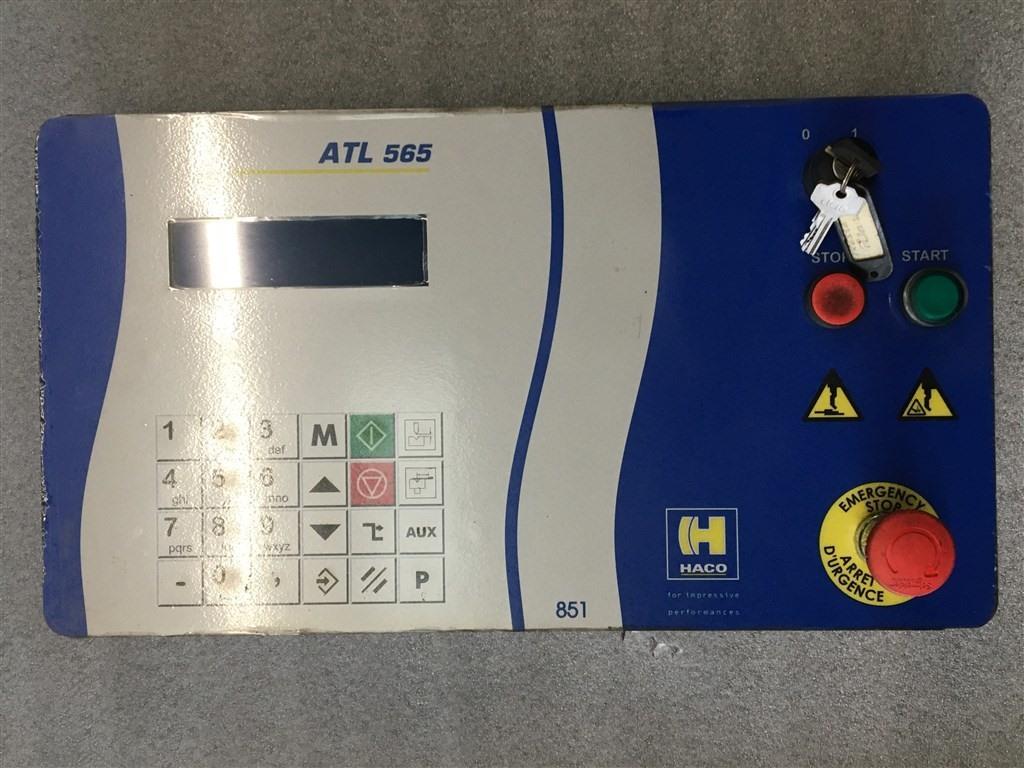 ATL 565
0 1
STOP START
1 2 3 M
def
4 5 6
ghi mno
7 8 9 AUX
pqrs wxyz
- 0 , P
EMERGENCY
STOP
ARRET
D'URGENCE
HACO
for impressive
performances
851